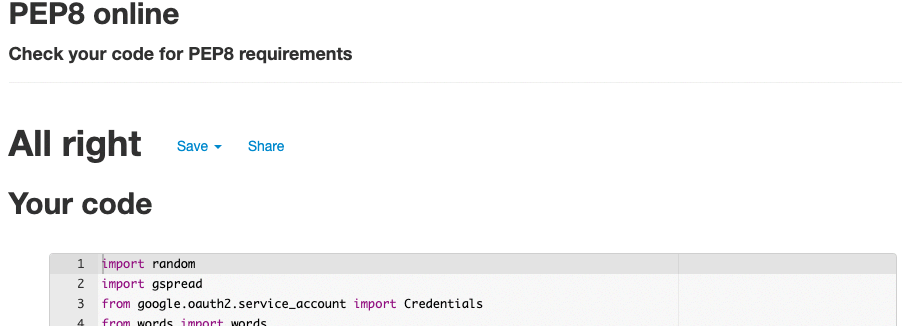 PEP8 online
Check your code for PEP8 requirements
All right Save Share
Your code
1 import random
2 import gspread
3 from google.oauth2.service_account import Credentials
4 from words import words